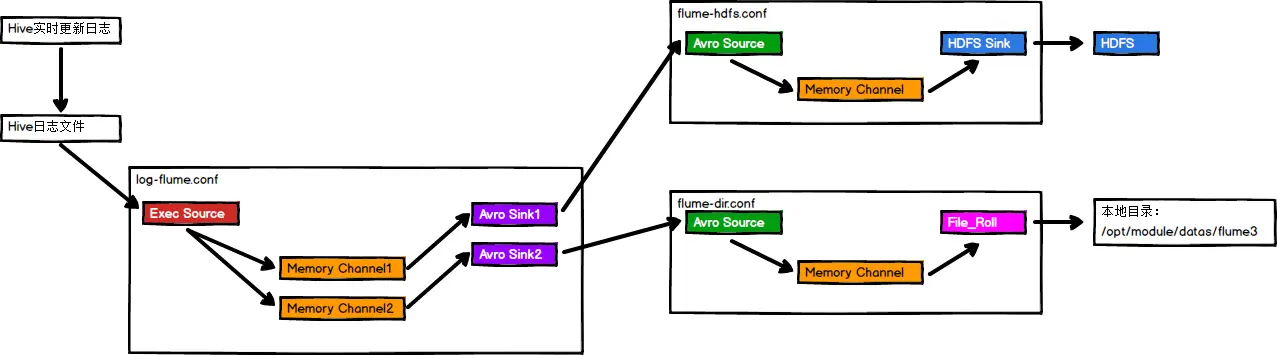 Hive实时更新日志
Hive日志文件
log-flume.conf
Exec Source
Memory Channel1
Memory Channel2
Avro Sink1
Avro Sink2
flume-hdfs.conf
Avro Source
Memory Channel
HDFS Sink
HDFS
flume-dir.conf
Avro Source
Memory Channel
File_Roll
本地目录：
/opt/module/datas/flume3